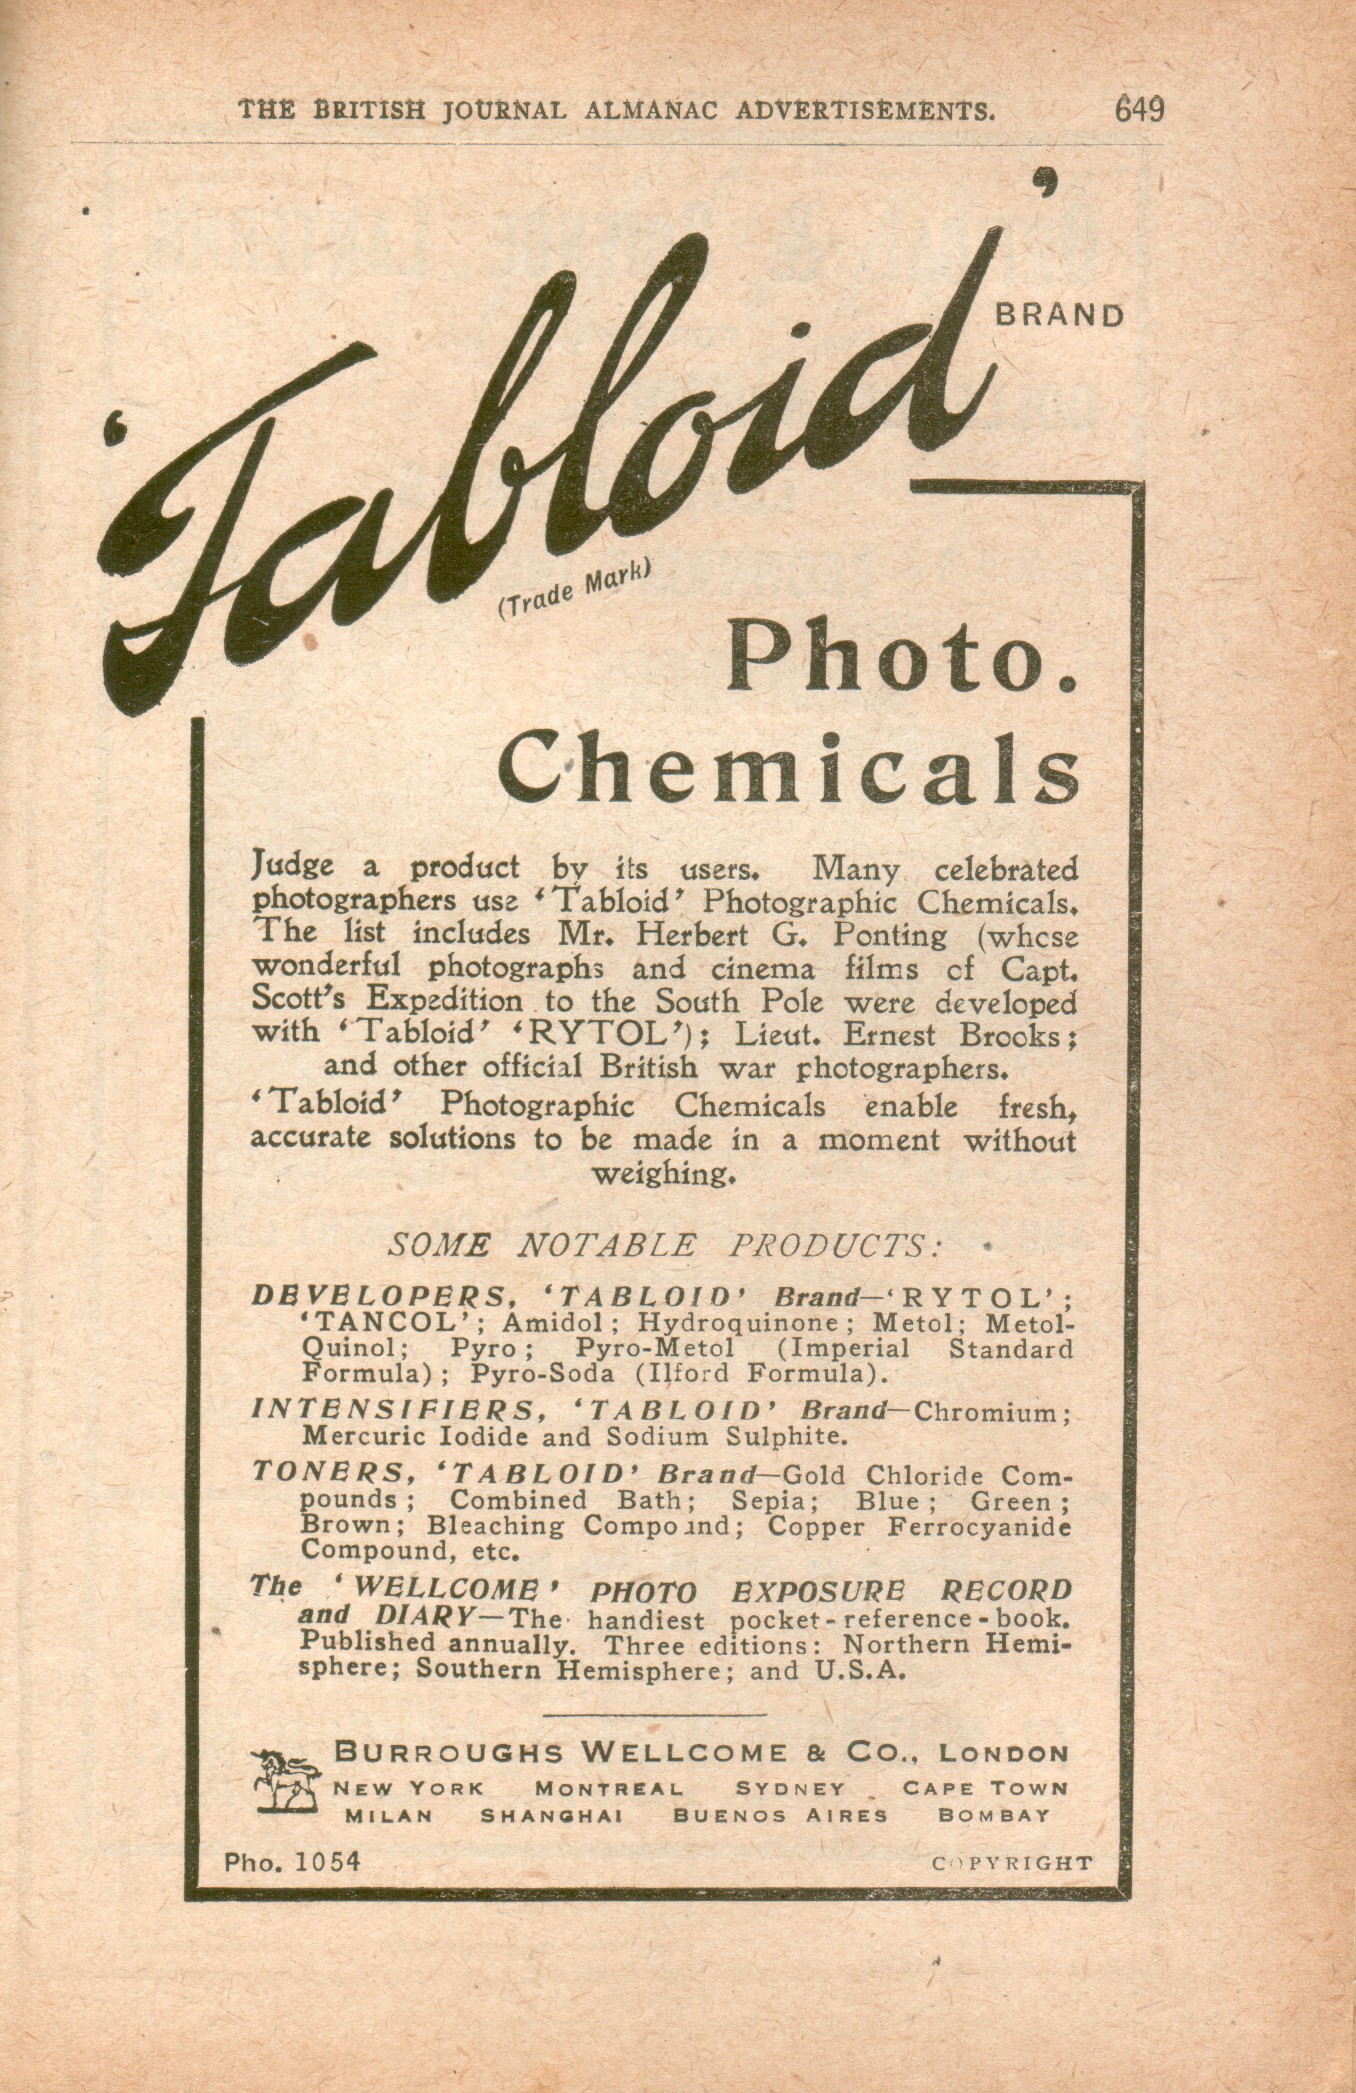 THE BRITISH JOURNAL ALMANAC ADVERTISEMENTS. 649
'Tabloid' BRAND
(Trade Mark)
Photo.
Chemicals
Judge a product by its users. Many celebrated
photographers use 'Tabloid' Photographic Chemicals.
The list includes Mr. Herbert G. Ponting (whose
wonderful photographs and cinema films of Capt.
Scott's Expedition to the South Pole were developed
with 'Tabloid' 'RYTOL'); Lieut. Ernest Brooks;
and other official British war photographers.
'Tabloid' Photographic Chemicals enable fresh,
accurate solutions to be made in a moment without
weighing.
SOME NOTABLE PRODUCTS:
DEVELOPERS, 'TABLOID' Brand—'RYTOL';
'TANCOL'; Amidol; Hydroquinone; Metol; Metol-
Quinol; Pyro; Pyro-Metol (Imperial Standard
Formula); Pyro-Soda (Ilford Formula).
INTENSIFIERS, 'TABLOID' Brand—Chromium;
Mercuric Iodide and Sodium Sulphite.
TONERS, 'TABLOID' Brand—Gold Chloride Com-
pounds; Combined Bath; Sepia; Blue; Green;
Brown; Bleaching Compound; Copper Ferrocyanide
Compound, etc.
The 'WELLCOME' PHOTO EXPOSURE RECORD
and DIARY—The handiest pocket-reference-book.
Published annually. Three editions: Northern Hemi-
sphere; Southern Hemisphere; and U.S.A.
BURROUGHS WELLCOME & CO., LONDON
NEW YORK MONTREAL SYDNEY CAPE TOWN
MILAN SHANGHAI BUENOS AIRES BOMBAY
Pho. 1054 COPYRIGHT